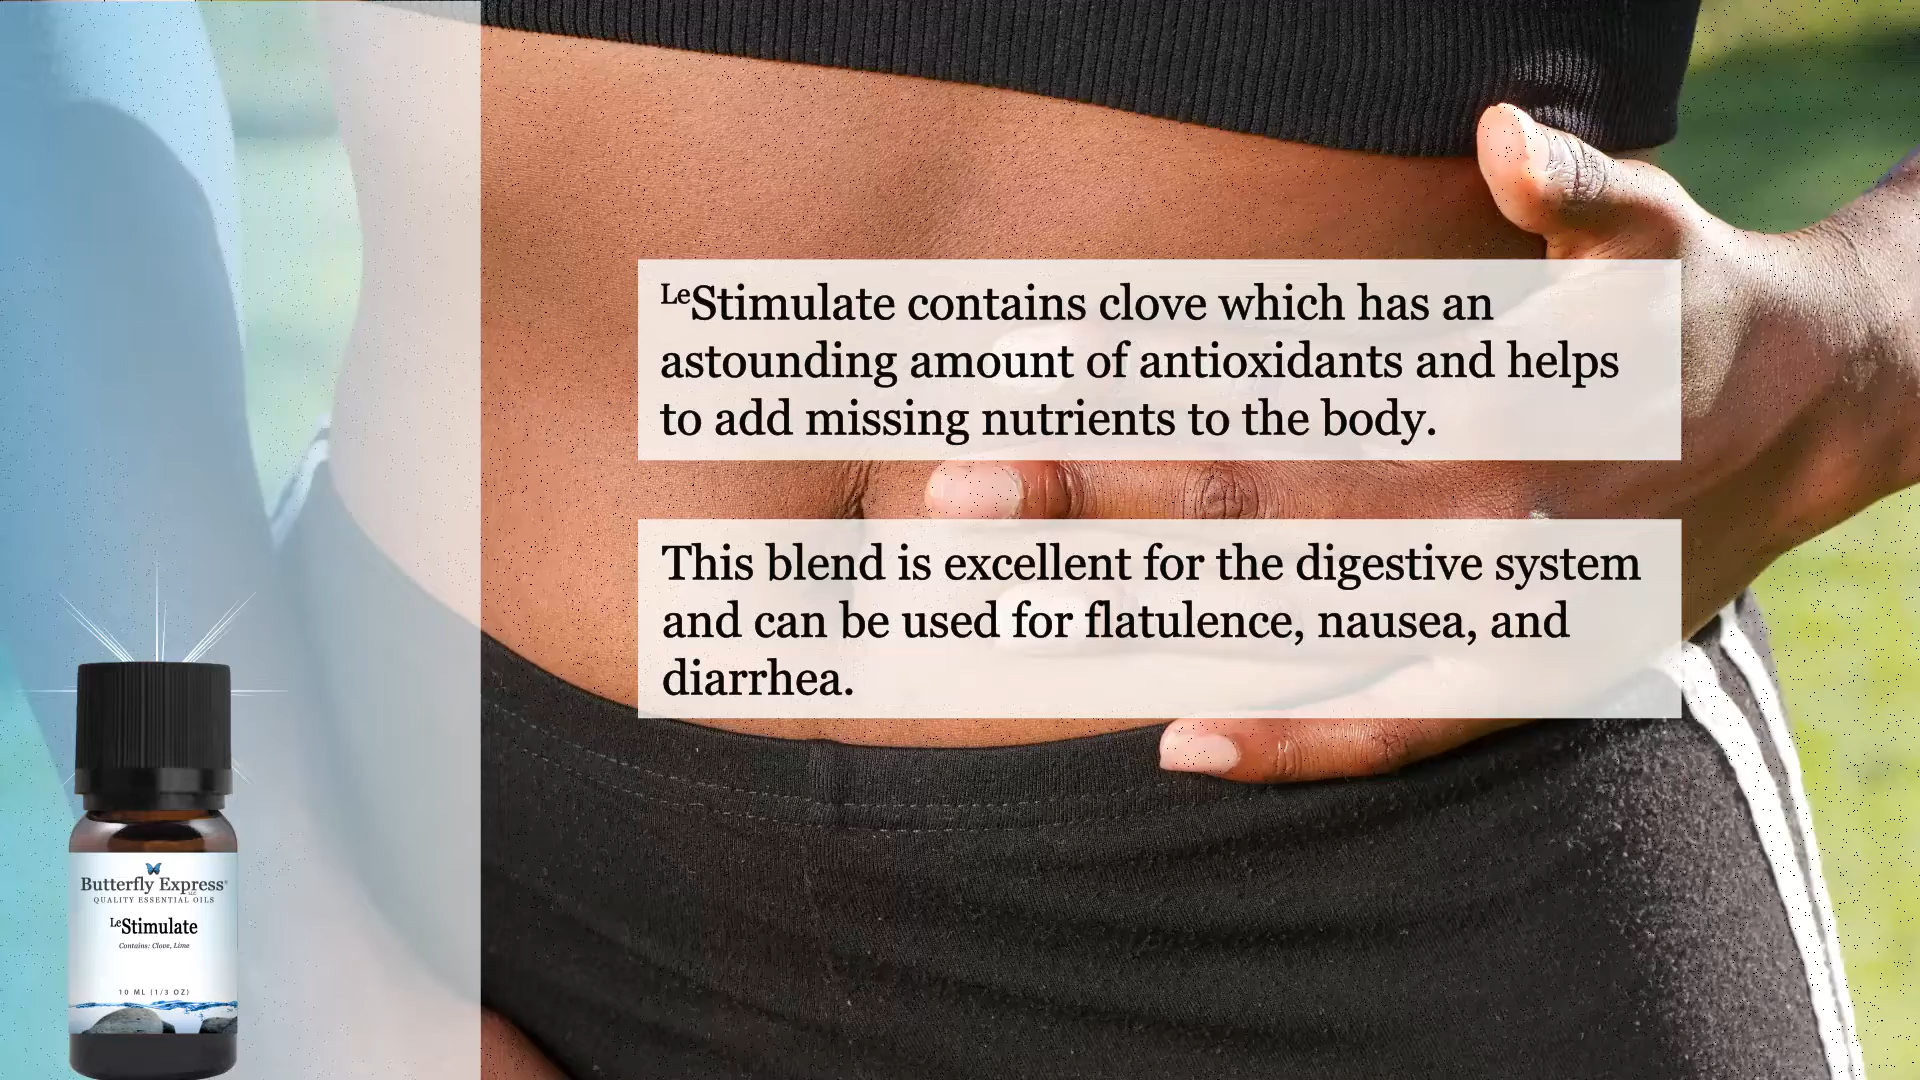 LeStimulate contains clove which has an
astounding amount of antioxidants and helps
to add missing nutrients to the body.
This blend is excellent for the digestive system
and can be used for flatulence, nausea, and
diarrhea.
Butterfly Express
QUALITY ESSENTIAL OILS
LeStimulate
Contains: Clove, Lime
10 ML (1/3 OZ)